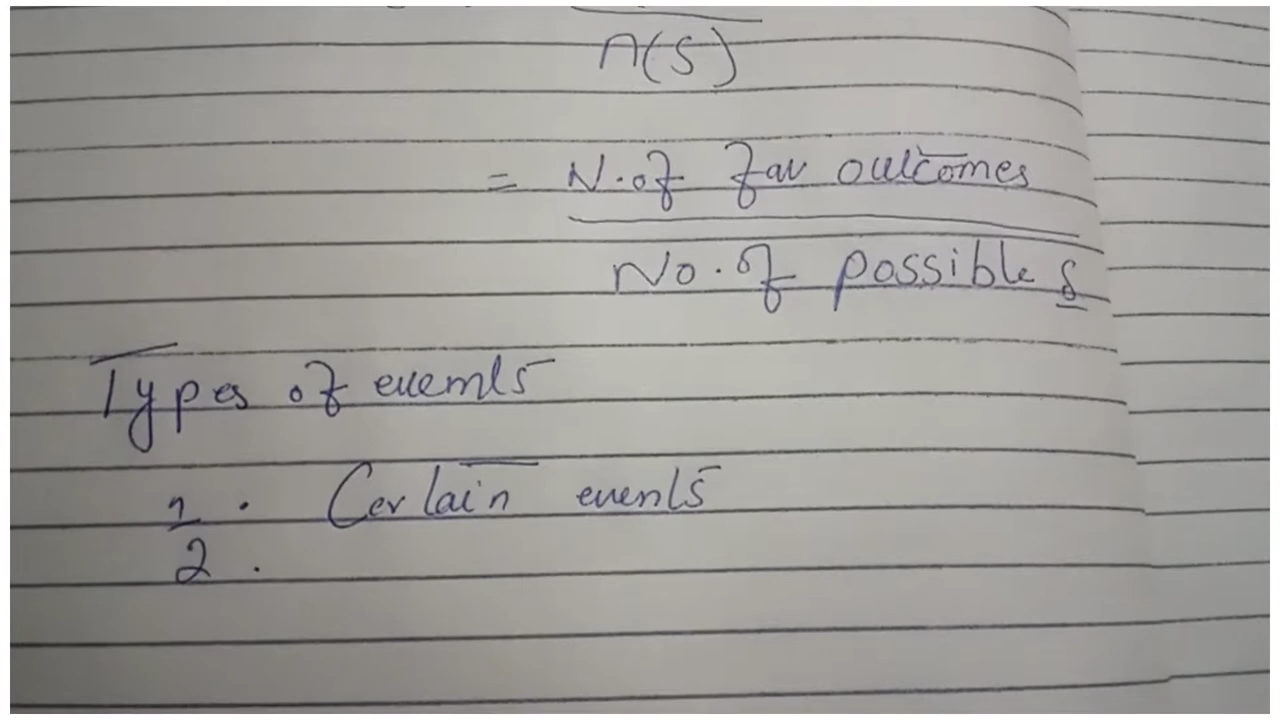 n(S)
= N.of fav outcomes
No.of possible S
Types of events
1. Certain events
2.